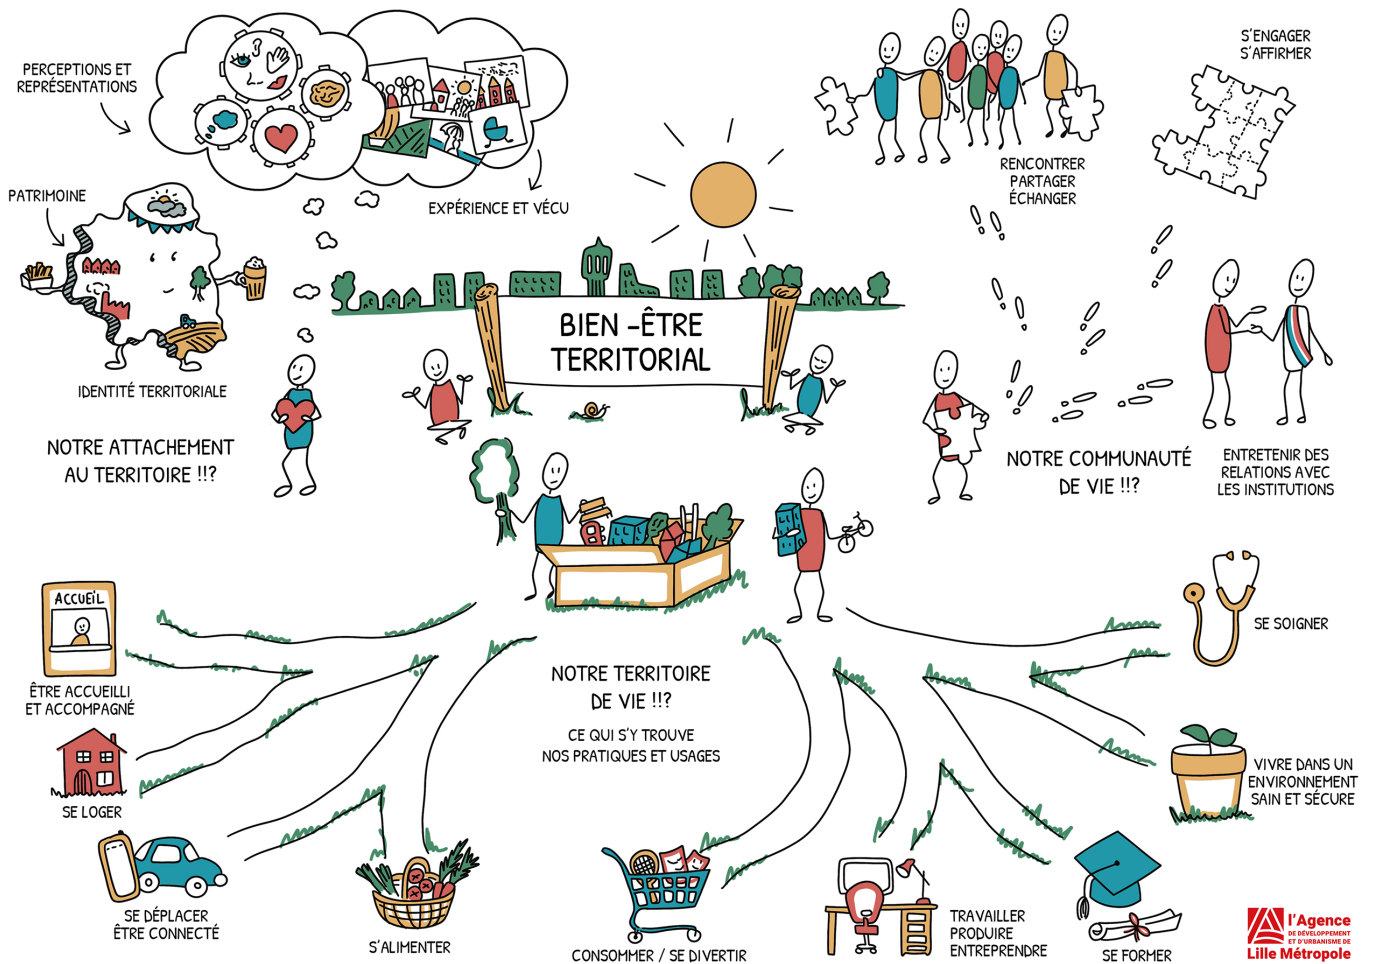 PERCEPTIONS ET
REPRÉSENTATIONS
EXPÉRIENCE ET VÉCU
PATRIMOINE
IDENTITÉ TERRITORIALE
NOTRE ATTACHEMENT
AU TERRITOIRE !!?
BIEN-ÊTRE
TERRITORIAL
RENCONTRER
PARTAGER
ÉCHANGER
S'ENGAGER
S'AFFIRMER
NOTRE COMMUNAUTÉ
DE VIE !!?
ENTRETENIR DES
RELATIONS AVEC
LES INSTITUTIONS
NOTRE TERRITOIRE
DE VIE !!?
CE QUI S'Y TROUVE
NOS PRATIQUES ET USAGES
ACCUEIL
ÊTRE ACCUEILLI
ET ACCOMPAGNÉ
SE LOGER
SE DÉPLACER
ÊTRE CONNECTÉ
S'ALIMENTER
CONSOMMER / SE DIVERTIR
TRAVAILLER
PRODUIRE
ENTREPRENDRE
SE FORMER
VIVRE DANS UN
ENVIRONNEMENT
SAIN ET SÉCURE
SE SOIGNER
l'Agence
DE DÉVELOPPEMENT
ET D'URBANISME DE
Lille Métropole